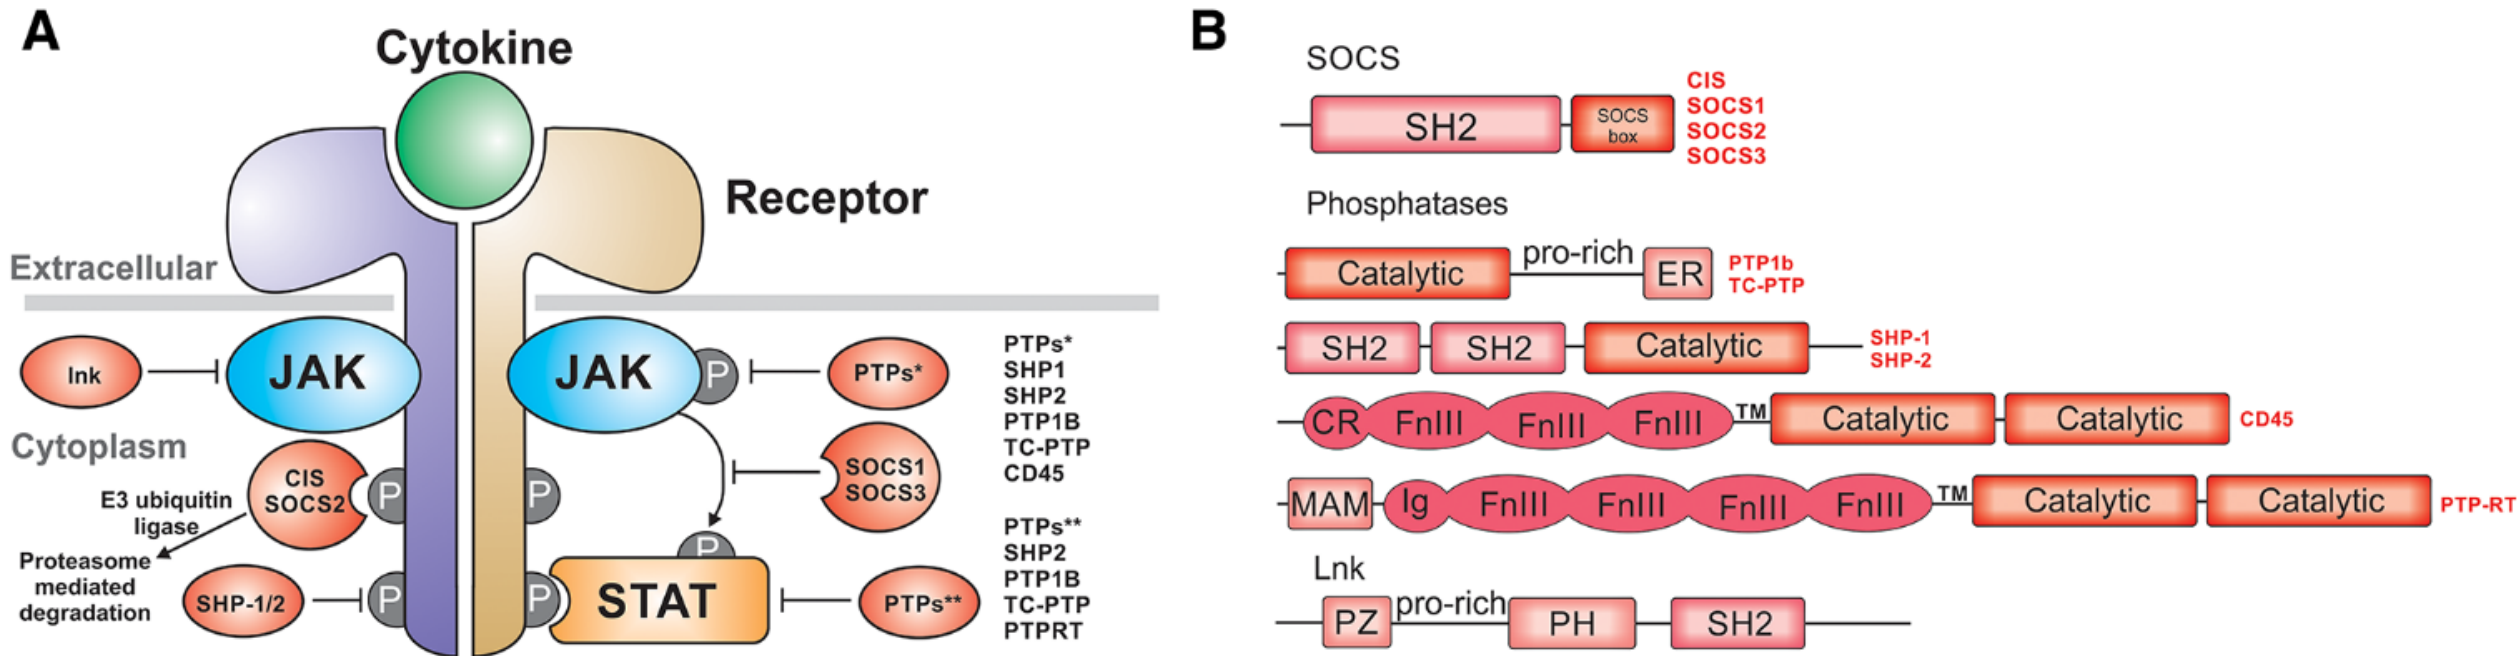 A
Cytokine
Receptor
Extracellular
lnk
JAK
JAK
P
PTPs*
Cytoplasm
CIS
SOCS2
P
P
SOCS1
SOCS3
E3 ubiquitin
ligase
Proteasome
mediated
degradation
SHP-1/2
P
P
P
STAT
PTPs**
PTPs*
SHP1
SHP2
PTP1B
TC-PTP
CD45
PTPs**
SHP2
PTP1B
TC-PTP
PTPRT
B
SOCS
SH2
SOCS
box
CIS
SOCS1
SOCS2
SOCS3
Phosphatases
Catalytic
pro-rich
ER
PTP1b
TC-PTP
SH2
SH2
Catalytic
SHP-1
SHP-2
CR
FnIII
FnIII
FnIII
TM
Catalytic
Catalytic
CD45
MAM
Ig
FnIII
FnIII
FnIII
FnIII
TM
Catalytic
Catalytic
PTP-RT
Lnk
PZ
pro-rich
PH
SH2